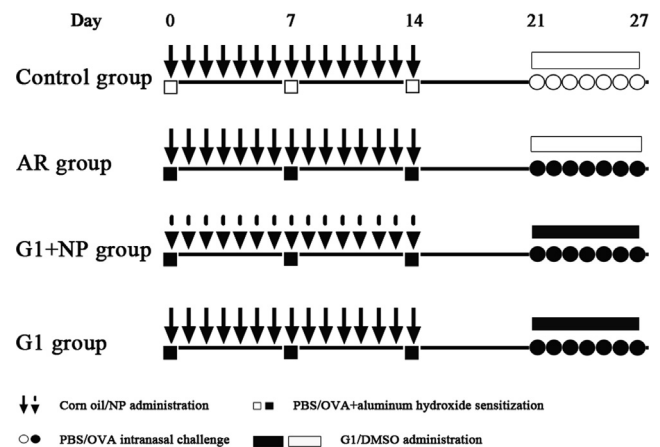 Day 0 7 14 21 27
Control group
AR group
G1+NP group
G1 group
Corn oil/NP administration PBS/OVA+aluminum hydroxide sensitization
PBS/OVA intranasal challenge G1/DMSO administration